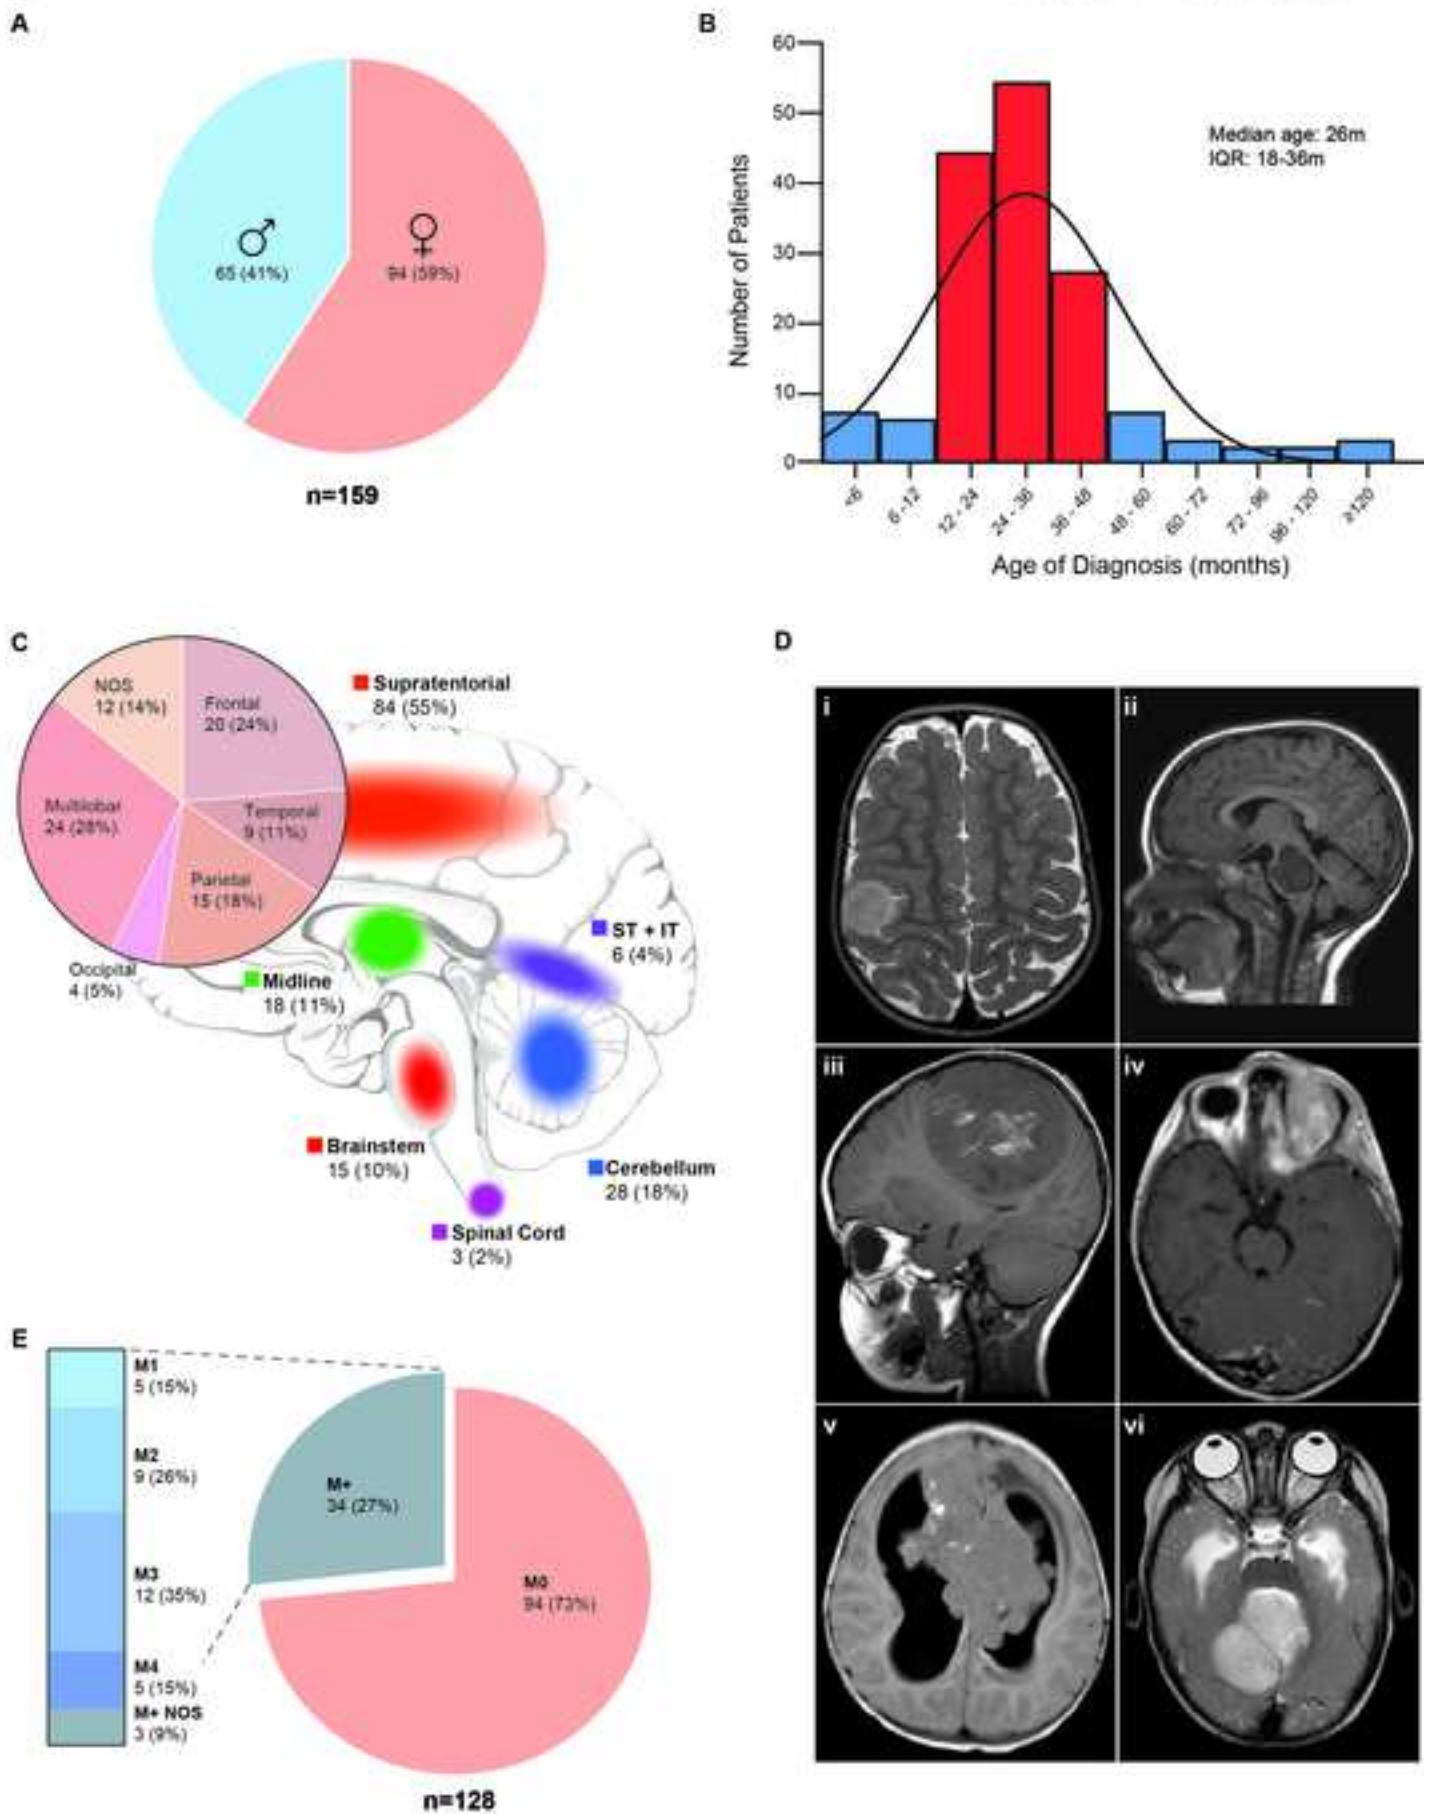 A
♂
65 (41%)
♀
94 (59%)
n=159
B
60
50
40
30
20
10
0
Number of Patients
Median age: 26m
IQR: 18-36m
<6
6 -12
12 - 24
24 - 36
36 - 48
48 - 60
60 - 72
72 - 96
96 - 120
≥120
Age of Diagnosis (months)
C
NOS
12 (14%)
Frontal
20 (24%)
Temporal
9 (11%)
Parietal
15 (18%)
Occipital
4 (5%)
Multilobar
24 (28%)
Supratentorial
84 (55%)
ST + IT
6 (4%)
Midline
18 (11%)
Brainstem
15 (10%)
Cerebellum
28 (18%)
Spinal Cord
3 (2%)
D
i
ii
iii
iv
v
vi
E
M1
5 (15%)
M2
9 (26%)
M3
12 (35%)
M4
5 (15%)
M+ NOS
3 (9%)
M+
34 (27%)
M0
94 (73%)
n=128